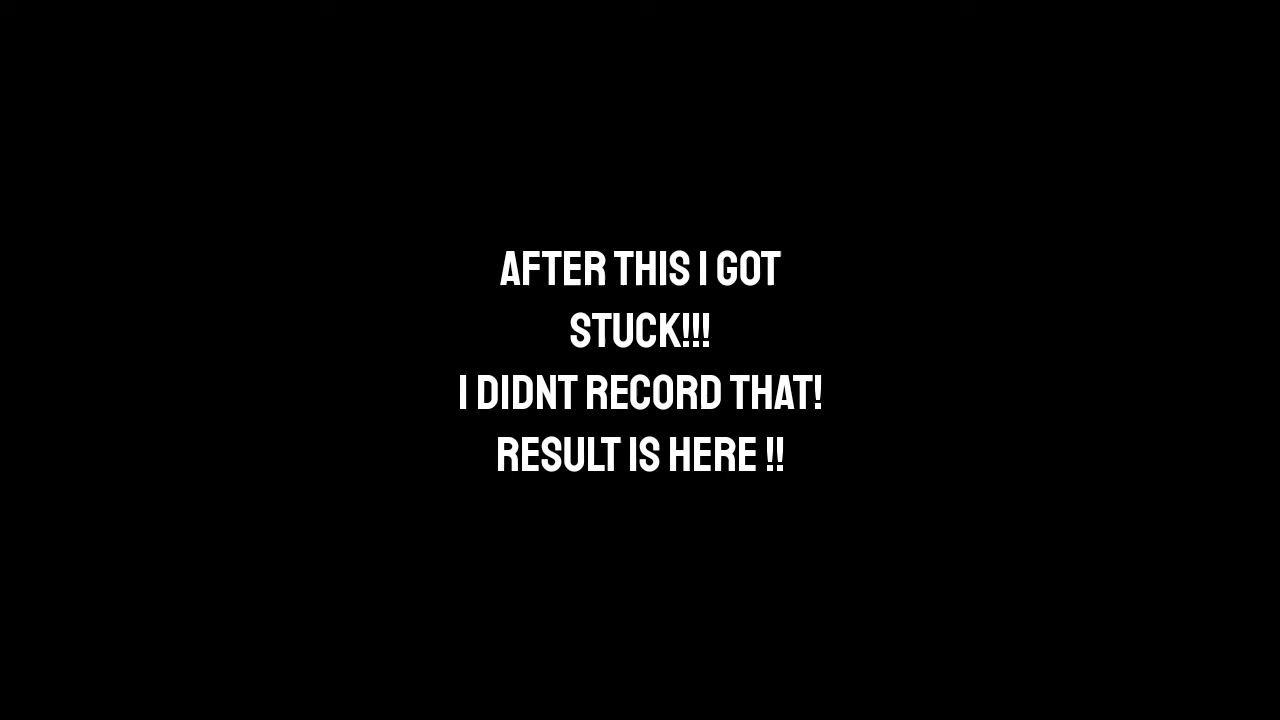 AFTER THIS I GOT
STUCK!!!
I DIDNT RECORD THAT!
RESULT IS HERE !!